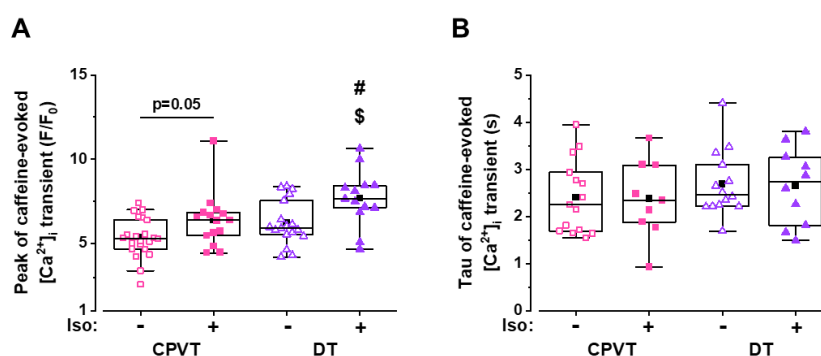 A
Peak of caffeine-evoked
[Ca²⁺]ᵢ transient (F/F₀)
15
10
5
1
p=0.05
#
$
Iso: - + - +
CPVT DT
B
Tau of caffeine-evoked
[Ca²⁺]ᵢ transient (s)
5
4
3
2
1
0
Iso: - + - +
CPVT DT